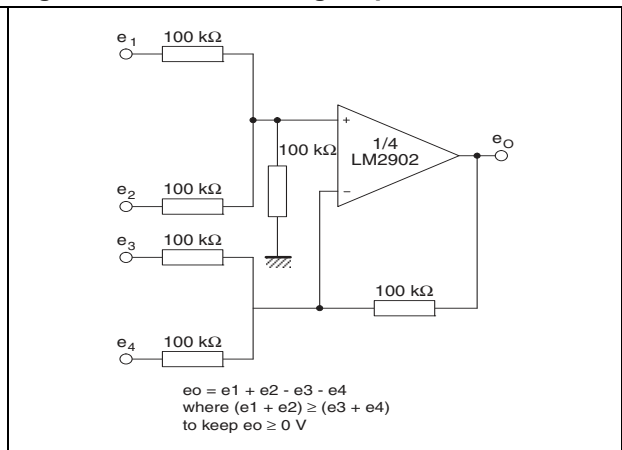 e1 100 kΩ
+
1/4
LM2902
eO
100 kΩ
−
e2 100 kΩ
e3 100 kΩ
100 kΩ
e4 100 kΩ
eo = e1 + e2 - e3 - e4
where (e1 + e2) ≥ (e3 + e4)
to keep eo ≥ 0 V